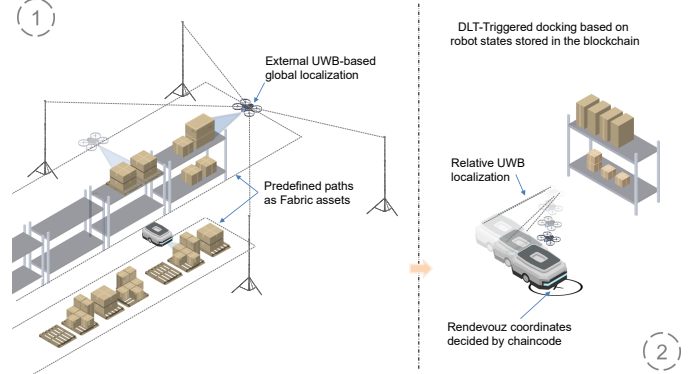 1
External UWB-based
global localization
Predefined paths
as Fabric assets
DLT-Triggered docking based on
robot states stored in the blockchain
Relative UWB
localization
Rendevouz coordinates
decided by chaincode
2